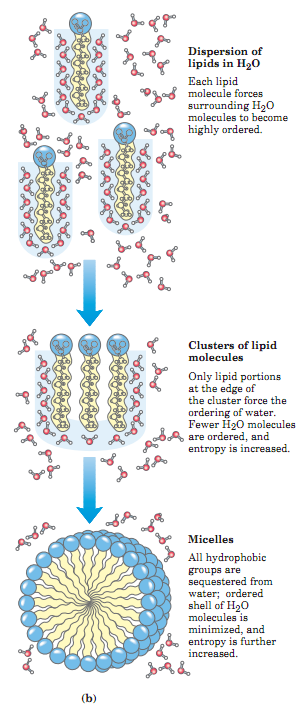 Dispersion of
lipids in H₂O
Each lipid
molecule forces
surrounding H₂O
molecules to become
highly ordered.
Clusters of lipid
molecules
Only lipid portions
at the edge of
the cluster force the
ordering of water.
Fewer H₂O molecules
are ordered, and
entropy is increased.
Micelles
All hydrophobic
groups are
sequestered from
water; ordered
shell of H₂O
molecules is
minimized, and
entropy is further
increased.
(b)